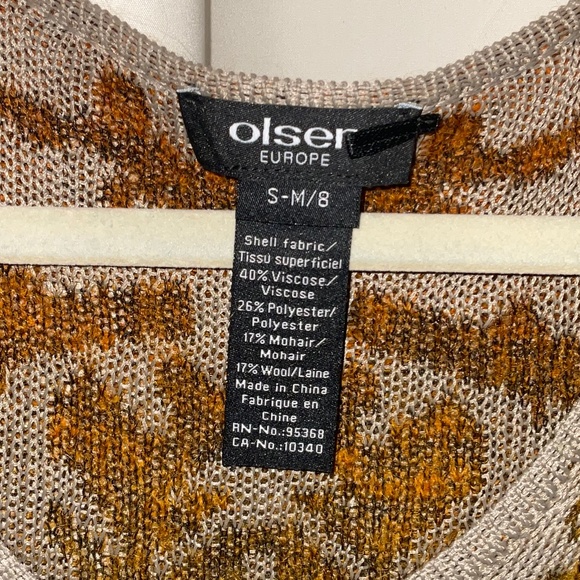 olsen
EUROPE
S-M/8
Shell fabric/
Tissu superficiel
40% Viscose/
Viscose
26% Polyester/
Polyester
17% Mohair/
Mohair
17% Wool/Laine
Made in China
Fabrique en
Chine
RN-No.:95368
CA-No.:10340